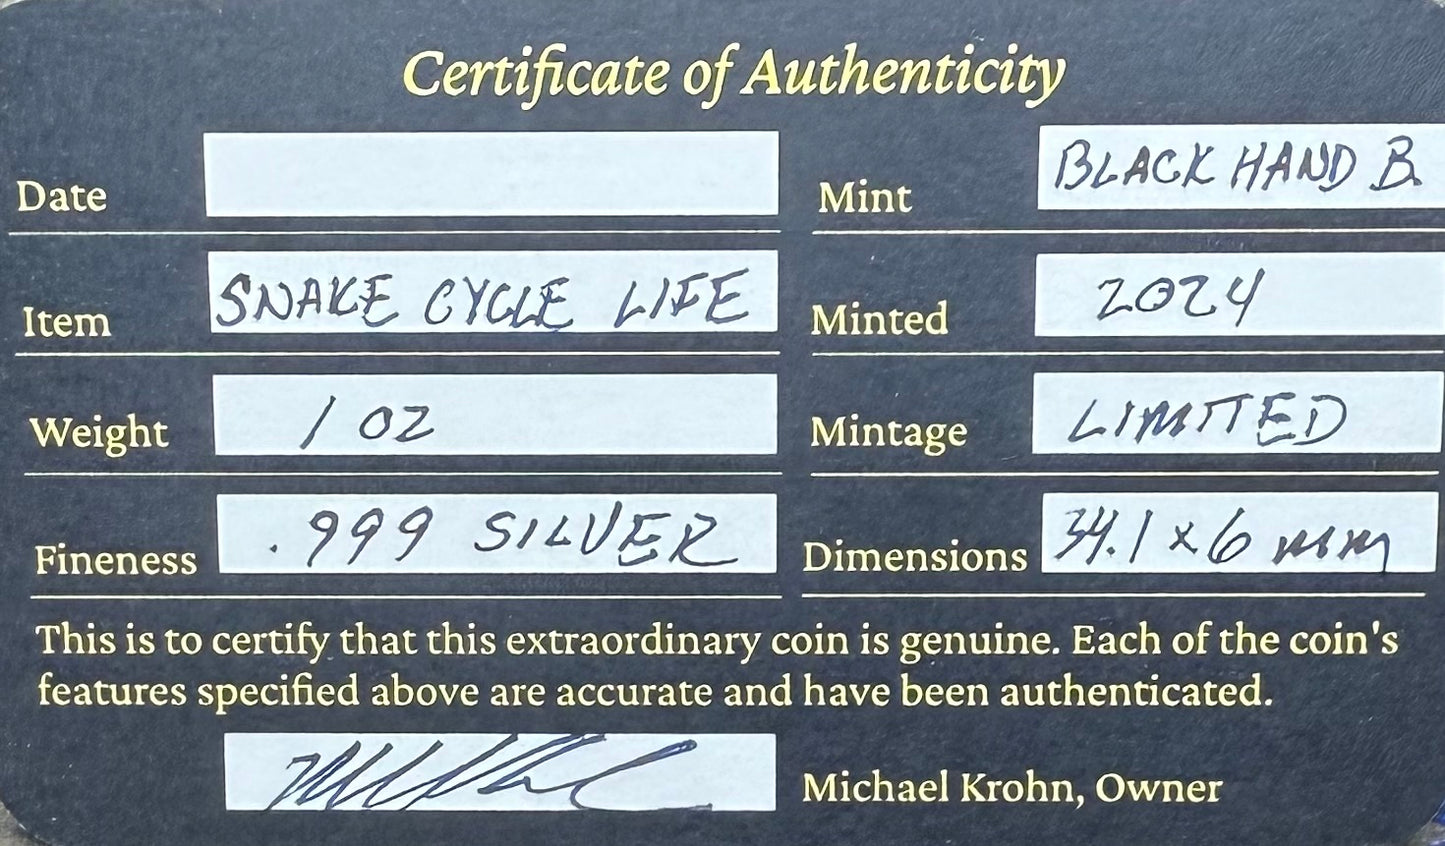 Certificate of Authenticity
Date
Mint BLACK HAND B.
Item SNAKE CYCLE LIFE
Minted 2024
Weight 1 OZ
Mintage LIMITED
Fineness .999 SILVER
Dimensions 34.1 x 6 mm
This is to certify that this extraordinary coin is genuine. Each of the coin's
features specified above are accurate and have been authenticated.
Michael Krohn, Owner